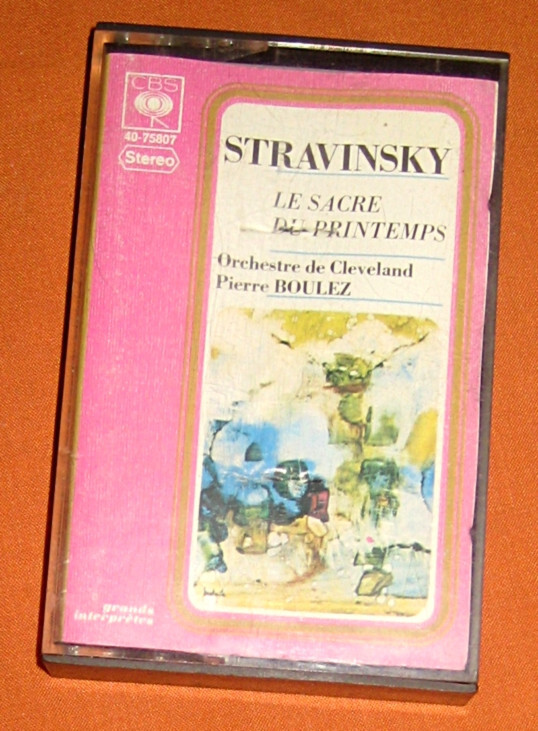 CBS
40-75807
Stereo
STRAVINSKY
LE SACRE
DU PRINTEMPS
Orchestre de Cleveland
Pierre BOULEZ
grands
interprètes